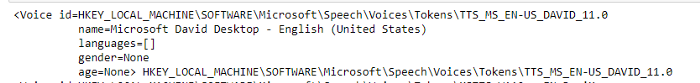 <Voice id=HKEY_LOCAL_MACHINE\SOFTWARE\Microsoft\Speech\Voices\Tokens\TTS_MS_EN-US_DAVID_11.0
name=Microsoft David Desktop - English (United States)
languages=[]
gender=None
age=None> HKEY_LOCAL_MACHINE\SOFTWARE\Microsoft\Speech\Voices\Tokens\TTS_MS_EN-US_DAVID_11.0